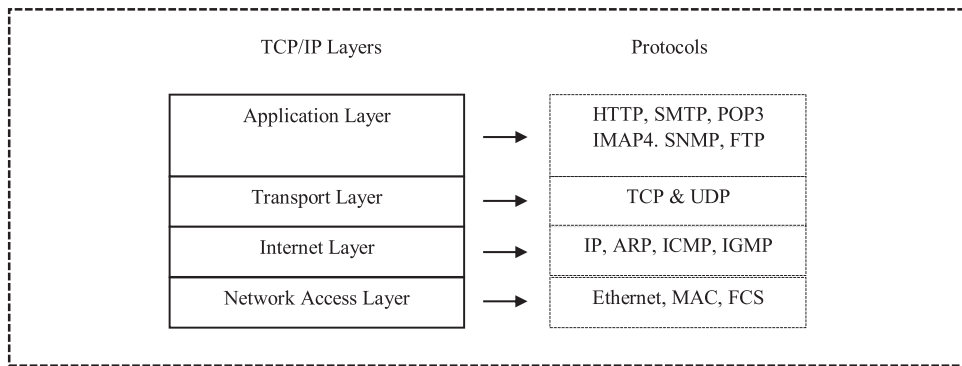 TCP/IP Layers
Protocols
Application Layer
HTTP, SMTP, POP3
IMAP4. SNMP, FTP
Transport Layer
TCP & UDP
Internet Layer
IP, ARP, ICMP, IGMP
Network Access Layer
Ethernet, MAC, FCS